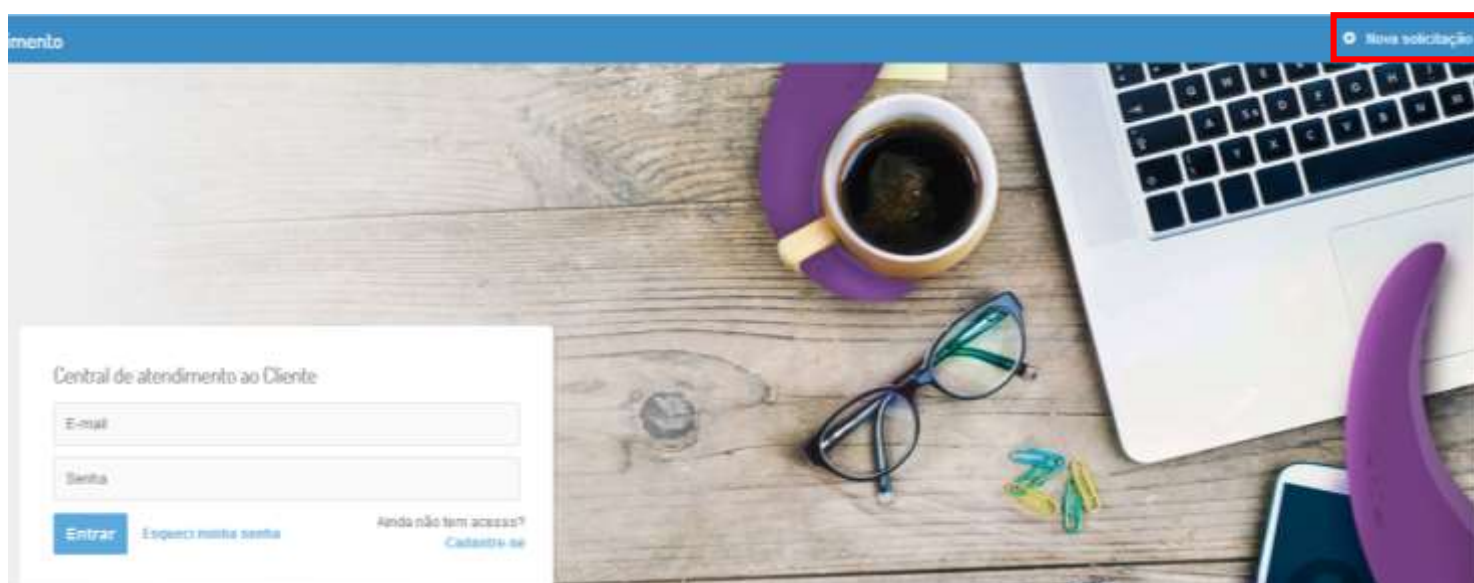 imento
Nova solicitação
Central de atendimento ao Cliente
E-mail
Senha
Entrar
Esqueci minha senha
Ainda não tem acesso?
Cadastre-se